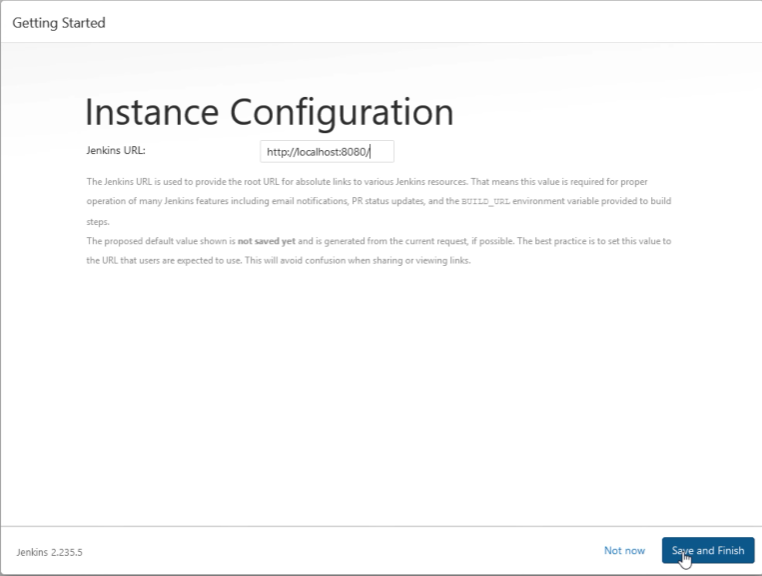 Getting Started
Instance Configuration
Jenkins URL: http://localhost:8080/
The Jenkins URL is used to provide the root URL for absolute links to various Jenkins resources. That means this value is required for proper
operation of many Jenkins features including email notifications, PR status updates, and the BUILD_URL environment variable provided to build
steps.
The proposed default value shown is not saved yet and is generated from the current request, if possible. The best practice is to set this value to
the URL that users are expected to use. This will avoid confusion when sharing or viewing links.
Jenkins 2.235.5 Not now Save and Finish